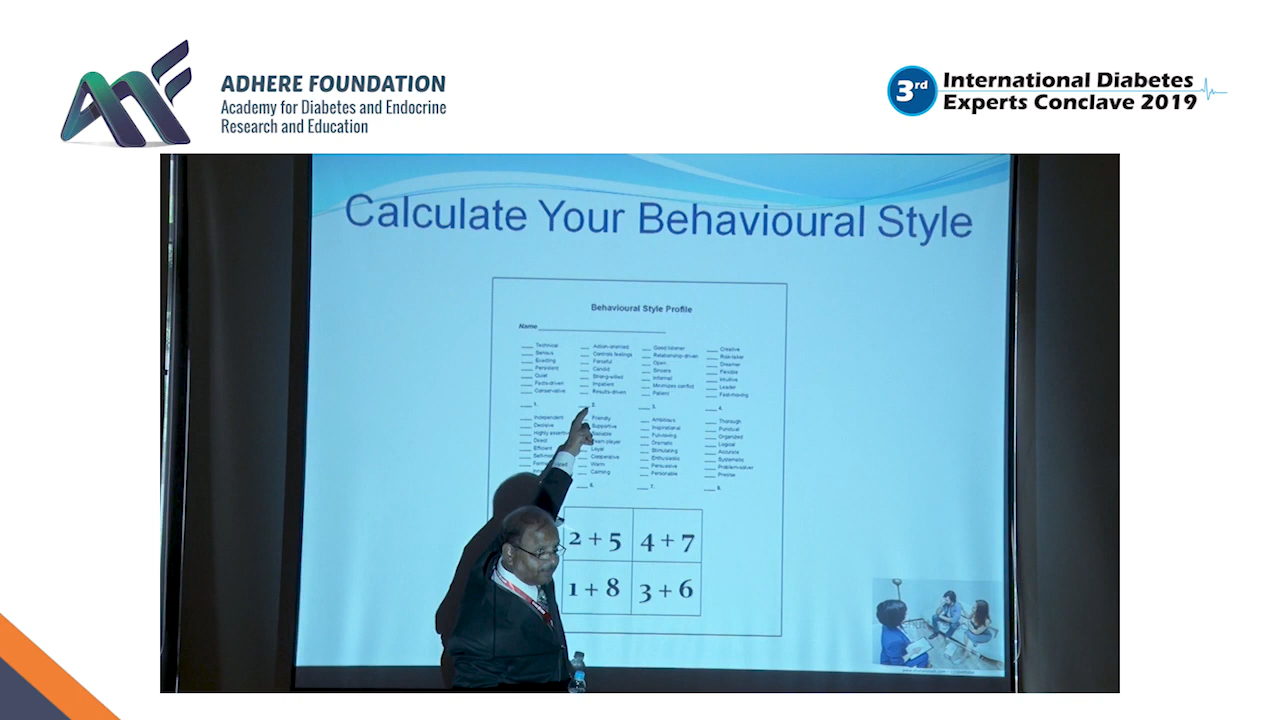 ADHERE FOUNDATION
Academy for Diabetes and Endocrine
Research and Education
3rd
International Diabetes
Experts Conclave 2019
Calculate Your Behavioural Style
Behavioural Style Profile
Name
Technical
Serious
Exacting
Persistent
Quiet
Facts-driven
Conservative
1.
Action-oriented
Controls feelings
Forceful
Candid
Strong-willed
Impatient
Results-driven
2.
Good listener
Relationship-driven
Open
Sincere
Informal
Minimizes conflict
Patient
3.
Creative
Risk-taker
Dreamer
Flexible
Intuitive
Leader
Fast-moving
4.
Independent
Decisive
Highly
Direct
Efficient
Friendly
Supportive
Loyal
Cooperative
Warm
Calming
6.
Ambitious
Inspirational
Fun-loving
Dramatic
Stimulating
Enthusiastic
Persuasive
Personable
7.
Thorough
Punctual
Organized
Logical
Accurate
Systematic
Problem-solver
Precise
8.
2 + 5
4 + 7
1 + 8
3 + 6